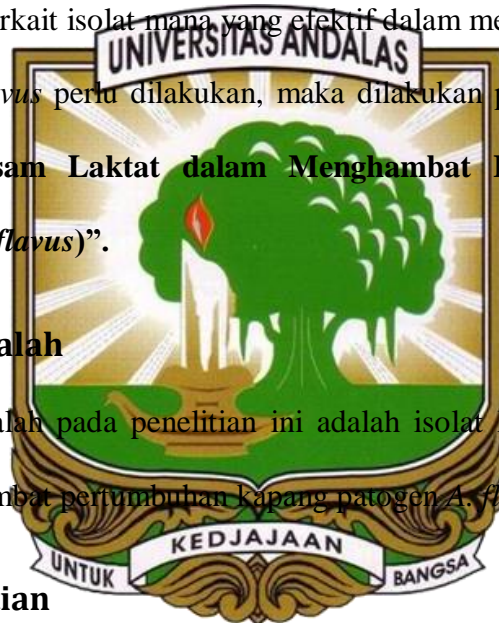 rkait isolat mana yang efektif dalam me
UNIVERSITAS ANDALAS
vus perlu dilakukan, maka dilakukan p
sam Laktat dalam Menghambat
flavus)”.
alah
alah pada penelitian ini adalah isolat
mbat pertumbuhan kapang patogen A. fl
KEDJAJAAN
UNTUK BANGSA
ian